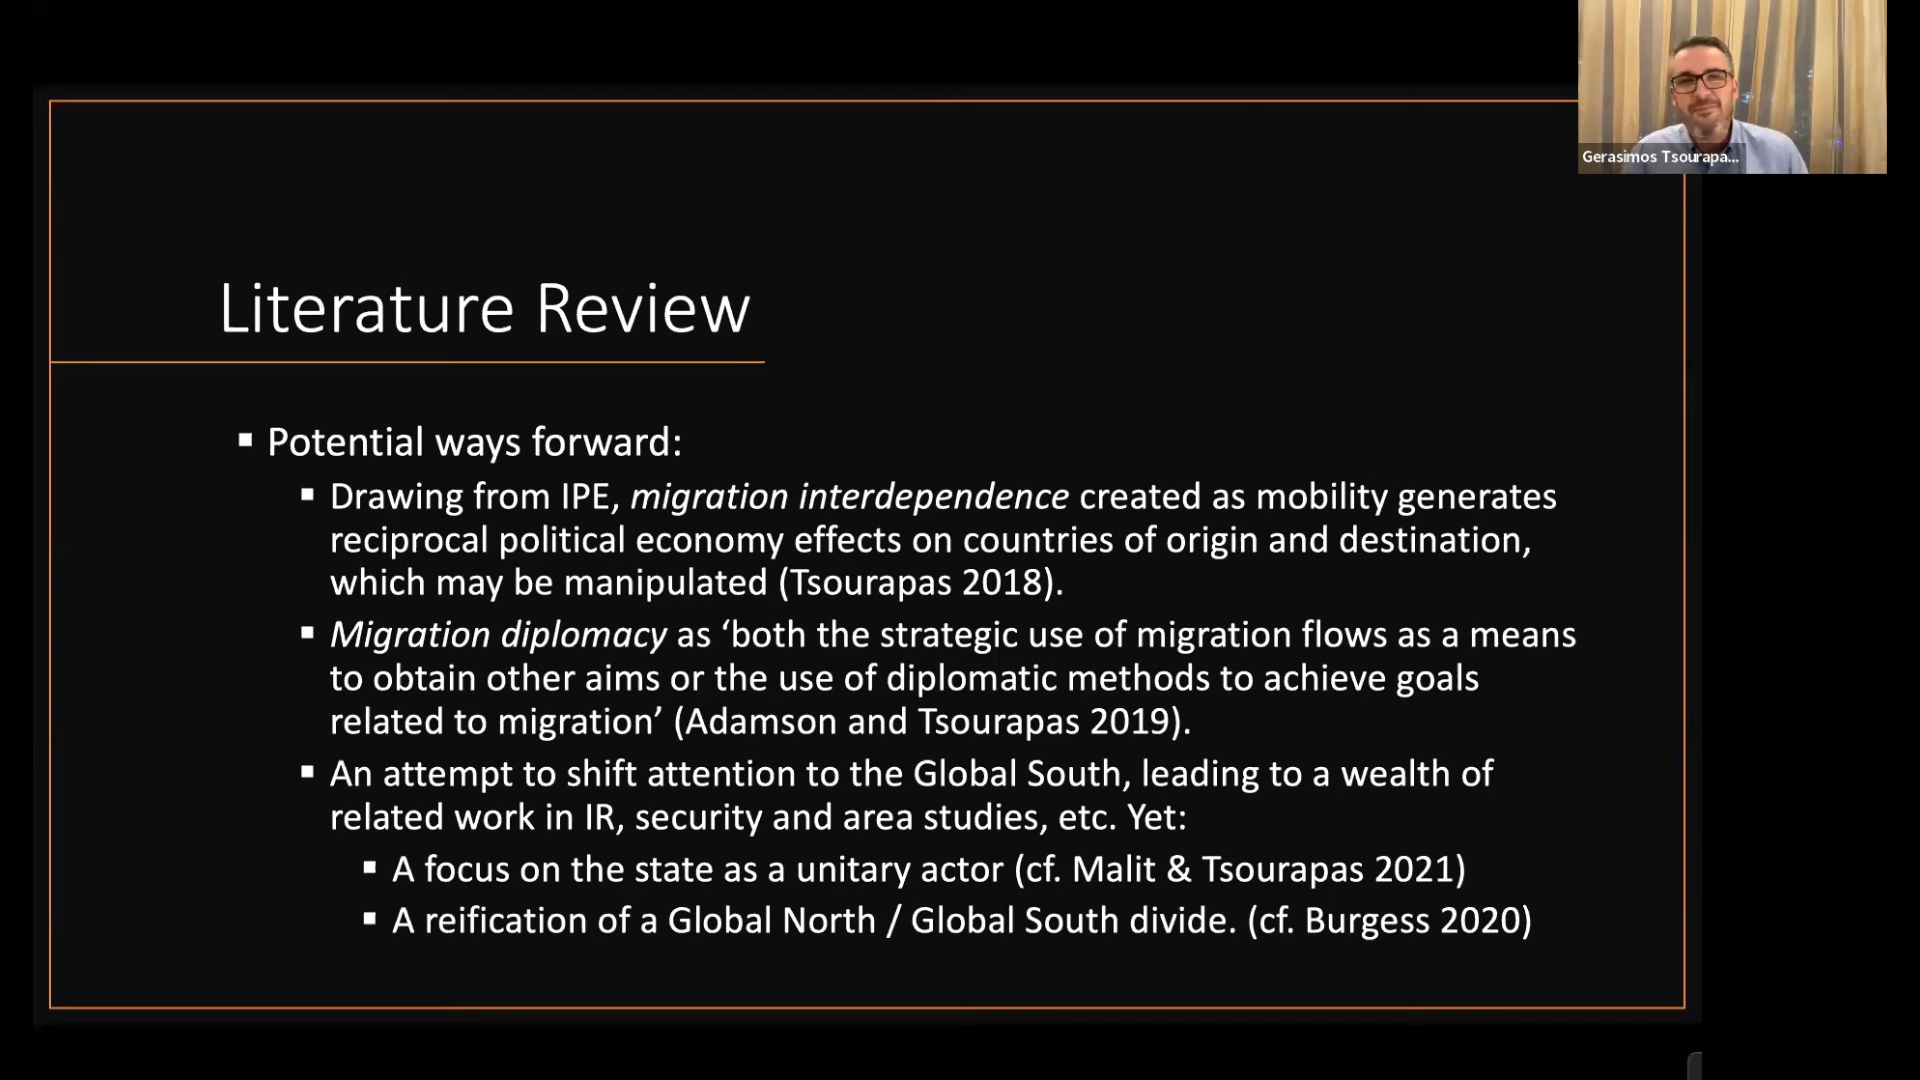 Gerasimos Tsourapa...
Literature Review
▪ Potential ways forward:
▪ Drawing from IPE, migration interdependence created as mobility generates
reciprocal political economy effects on countries of origin and destination,
which may be manipulated (Tsourapas 2018).
▪ Migration diplomacy as ‘both the strategic use of migration flows as a means
to obtain other aims or the use of diplomatic methods to achieve goals
related to migration’ (Adamson and Tsourapas 2019).
▪ An attempt to shift attention to the Global South, leading to a wealth of
related work in IR, security and area studies, etc. Yet:
▪ A focus on the state as a unitary actor (cf. Malit & Tsourapas 2021)
▪ A reification of a Global North / Global South divide. (cf. Burgess 2020)